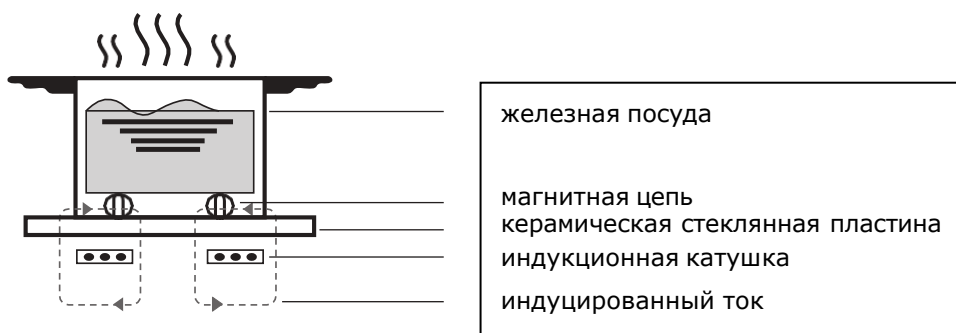 железная посуда
магнитная цепь
керамическая стеклянная пластина
индукционная катушка
индуцированный ток